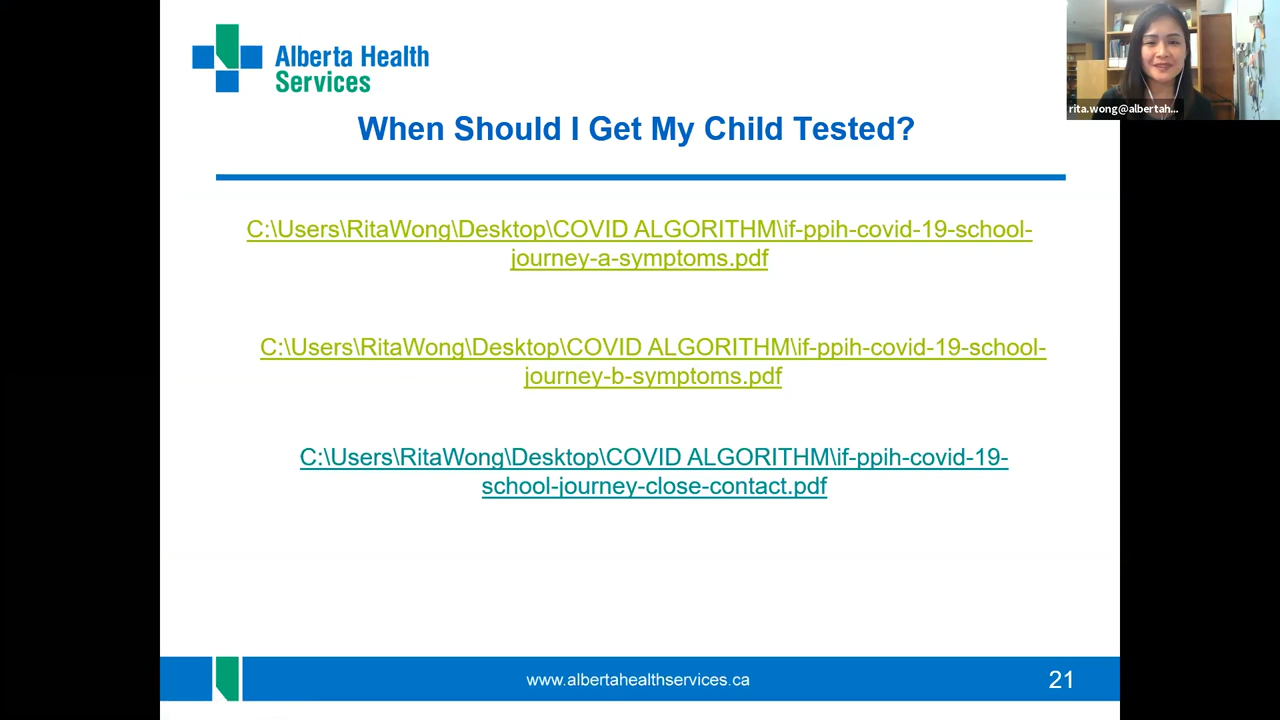 Alberta Health
Services
rita.wong@albertah...
When Should I Get My Child Tested?
C:\Users\RitaWong\Desktop\COVID ALGORITHM\if-ppih-covid-19-school-
journey-a-symptoms.pdf
C:\Users\RitaWong\Desktop\COVID ALGORITHM\if-ppih-covid-19-school-
journey-b-symptoms.pdf
C:\Users\RitaWong\Desktop\COVID ALGORITHM\if-ppih-covid-19-
school-journey-close-contact.pdf
www.albertahealthservices.ca
21